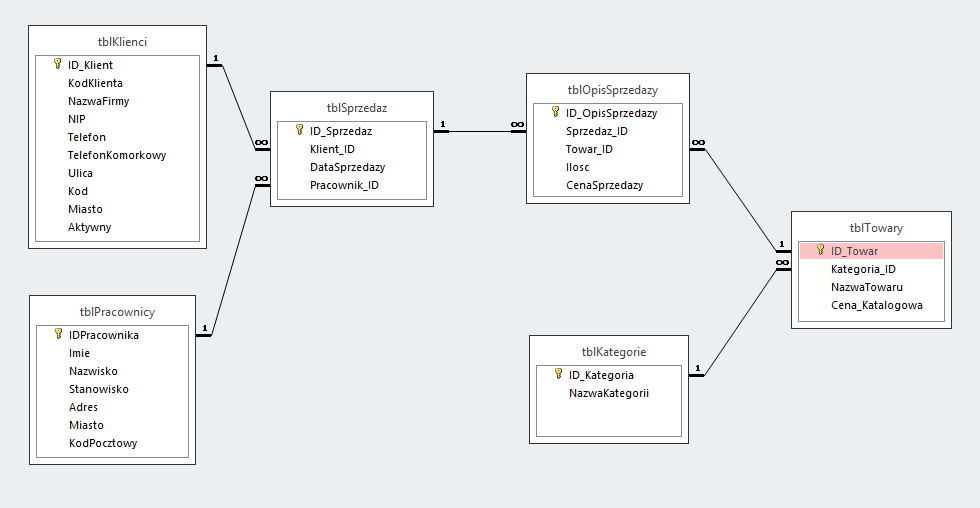 tblKlienci
ID_Klient
KodKlienta
NazwaFirmy
NIP
Telefon
TelefonKomorkowy
Ulica
Kod
Miasto
Aktywny
1
∞
tblSprzedaz
ID_Sprzedaz
Klient_ID
DataSprzedazy
Pracownik_ID
∞
1
∞
tblOpisSprzedazy
ID_OpisSprzedazy
Sprzedaz_ID
Towar_ID
Ilosc
CenaSprzedazy
∞
1
∞
tblTowary
ID_Towar
Kategoria_ID
NazwaTowaru
Cena_Katalogowa
tblPracownicy
IDPracownika
Imie
Nazwisko
Stanowisko
Adres
Miasto
KodPocztowy
1
tblKategorie
ID_Kategoria
NazwaKategorii
1